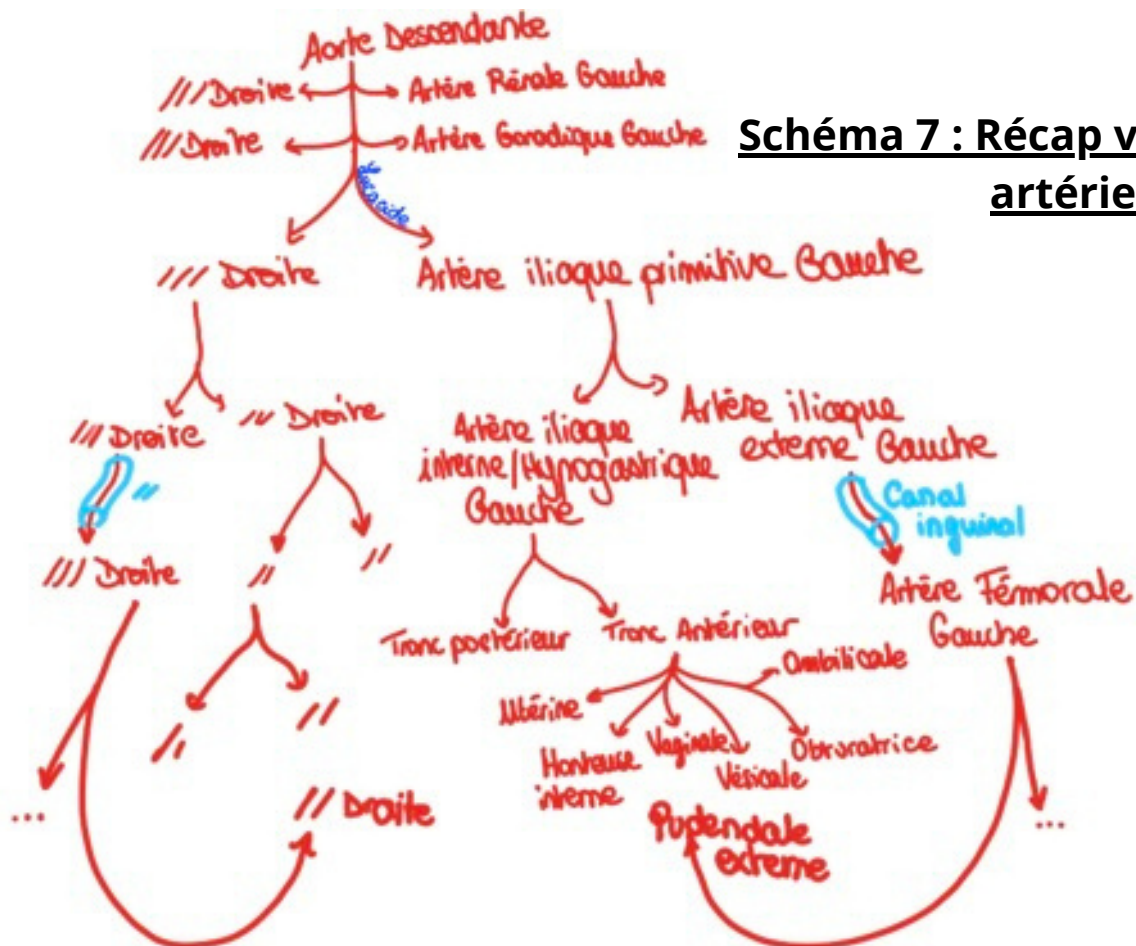 Aorte Descendante
/// Droite
Artère Rénale Gauche
/// Droite
Artère Gonadique Gauche
Schéma 7 : Récap v
artérie
/// Droite
Artère iliaque primitive Gauche
/// Droite
// Droite
Artère iliaque
interne/Hypogastrique
Gauche
Artère iliaque
externe Gauche
//
Canal
inguinal
/// Droite
//
//
Artère Fémorale
Gauche
Tronc postérieur
Tronc Antérieur
Ombilicale
Utérine
Honteuse
interne
Vaginale
Vésicale
Obturatrice
//
//
...
// Droite
Pudendale
externe
...